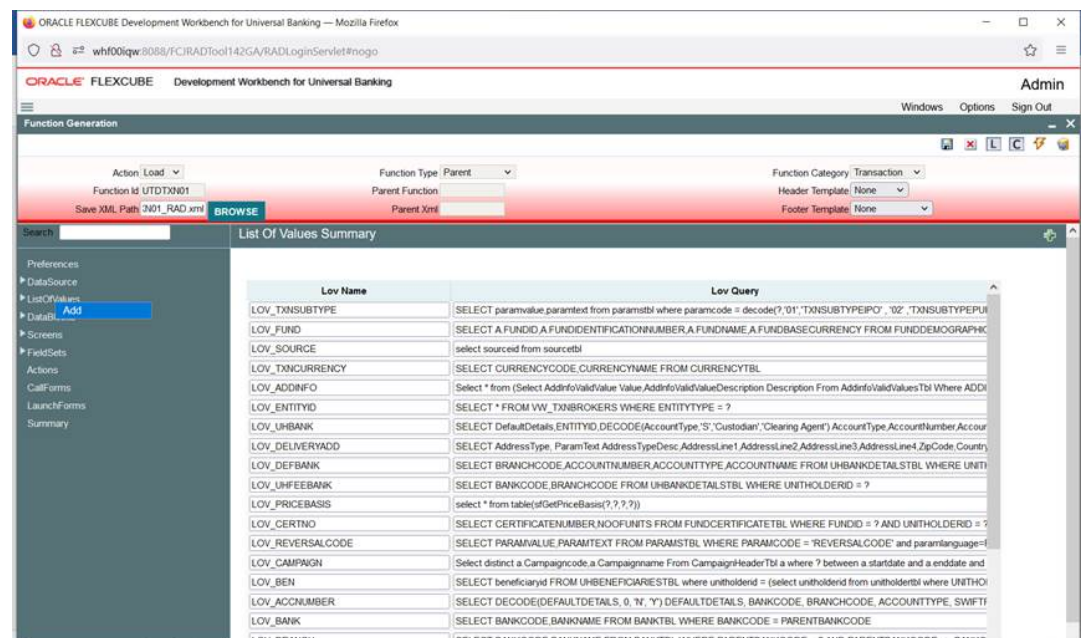 ORACLE FLEXCUBE Development Workbench for Universal Banking — Mozilla Firefox
whf00iqw:8088/FCJRADTool142GA/RADLoginServlet#nogo
ORACLE FLEXCUBE Development Workbench for Universal Banking Admin
Windows Options Sign Out
Function Generation
L C
Action Load Function Type Parent Function Category Transaction
Function Id UTDTXN01 Parent Function Header Template None
Save XML Path N01_RAD.xml BROWSE Parent Xml Footer Template None
Search List Of Values Summary
Preferences
DataSource
ListOfValues
Add
Screens
FieldSets
Actions
CallForms
LaunchForms
Summary
Lov Name Lov Query
LOV_TXNSUBTYPE SELECT paramvalue,paramtext from paramstbl where paramcode = decode(?,'01','TXNSUBTYPEIPO' , '02' ,'TXNSUBTYPEPU
LOV_FUND SELECT A.FUNDID,A.FUNDIDENTIFICATIONNUMBER,A.FUNDNAME,A.FUNDBASECURRENCY FROM FUNDDEMOGRAPHIC
LOV_SOURCE select sourceid from sourcetbl
LOV_TXNCURRENCY SELECT CURRENCYCODE,CURRENCYNAME FROM CURRENCYTBL
LOV_ADDINFO Select * from (Select AddInfoValidValue Value,AddInfoValidValueDescription Description From AddinfoValidValuesTbl Where ADDI
LOV_ENTITYID SELECT * FROM VW_TXNBROKERS WHERE ENTITYTYPE = ?
LOV_UHBANK SELECT DefaultDetails,ENTITYID,DECODE(AccountType,'S','Custodian','Clearing Agent') AccountType,AccountNumber,Accour
LOV_DELIVERYADD SELECT AddressType, ParamText AddressTypeDesc,AddressLine1,AddressLine2,AddressLine3,AddressLine4,ZipCode,Country
LOV_DEFBANK SELECT BRANCHCODE,ACCOUNTNUMBER,ACCOUNTTYPE,ACCOUNTNAME FROM UHBANKDETAILSTBL WHERE UNITH
LOV_UHFEEBANK SELECT BANKCODE,BRANCHCODE FROM UHBANKDETAILSTBL WHERE UNITHOLDERID = ?
LOV_PRICEBASIS select * from table(sfGetPriceBasis(?,?,?,?))
LOV_CERTNO SELECT CERTIFICATENUMBER,NOOFUNITS FROM FUNDCERTIFICATETBL WHERE FUNDID = ? AND UNITHOLDERID = ?
LOV_REVERSALCODE SELECT PARAMVALUE,PARAMTEXT FROM PARAMSTBL WHERE PARAMCODE = 'REVERSALCODE' and paramlanguage=
LOV_CAMPAIGN Select distinct a.Campaigncode,a.Campaignname From CampaignHeaderTbl a where ? between a.startdate and a.enddate and
LOV_BEN SELECT beneficiaryid FROM UHBENEFICIARIESTBL where unitholderid = (select unitholderid from unitholdertbl where UNITHO
LOV_ACCNUMBER SELECT DECODE(DEFAULTDETAILS, 0, 'N', 'Y') DEFAULTDETAILS, BANKCODE, BRANCHCODE, ACCOUNTTYPE, SWIFTF
LOV_BANK SELECT BANKCODE,BANKNAME FROM BANKTBL WHERE BANKCODE = PARENTBANKCODE